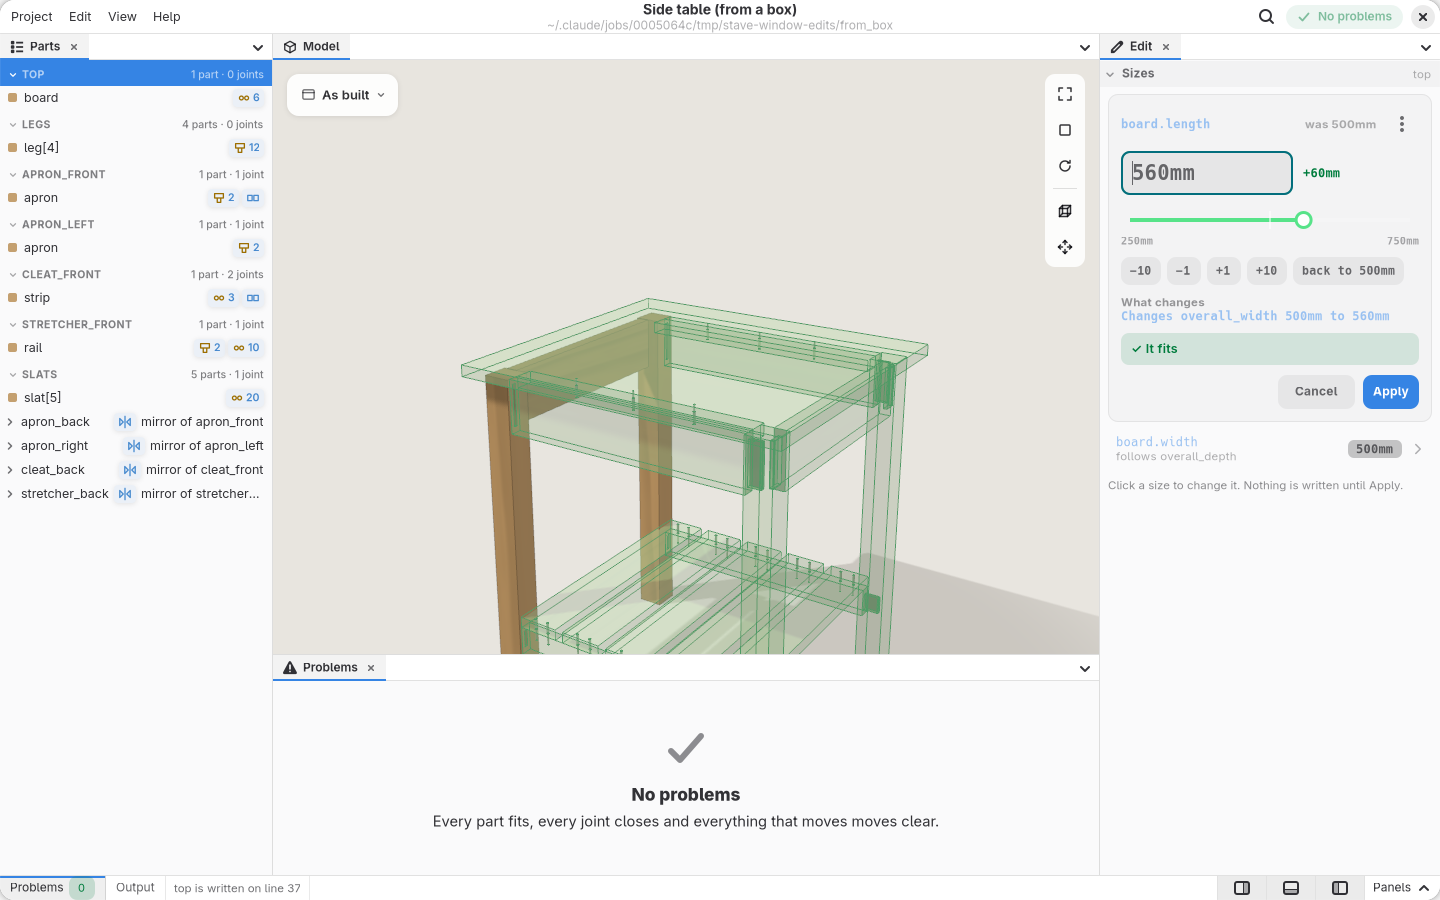 Project Edit View Help
Side table (from a box)
~/.claude/jobs/0005064c/tmp/stave-window-edits/from_box
No problems
Parts
TOP 1 part · 0 joints
board 6
LEGS 4 parts · 0 joints
leg[4] 12
APRON_FRONT 1 part · 1 joint
apron 2
APRON_LEFT 1 part · 1 joint
apron 2
CLEAT_FRONT 1 part · 2 joints
strip 3
STRETCHER_FRONT 1 part · 1 joint
rail 2 10
SLATS 5 parts · 1 joint
slat[5] 20
apron_back mirror of apron_front
apron_right mirror of apron_left
cleat_back mirror of cleat_front
stretcher_back mirror of stretcher...
Model
As built
Problems
No problems
Every part fits, every joint closes and everything that moves moves clear.
Edit
Sizes top
board.length was 500mm
560mm +60mm
250mm 750mm
−10 −1 +1 +10 back to 500mm
What changes
Changes overall_width 500mm to 560mm
It fits
Cancel Apply
board.width
follows overall_depth
500mm
Click a size to change it. Nothing is written until Apply.
Problems 0 Output top is written on line 37
Panels